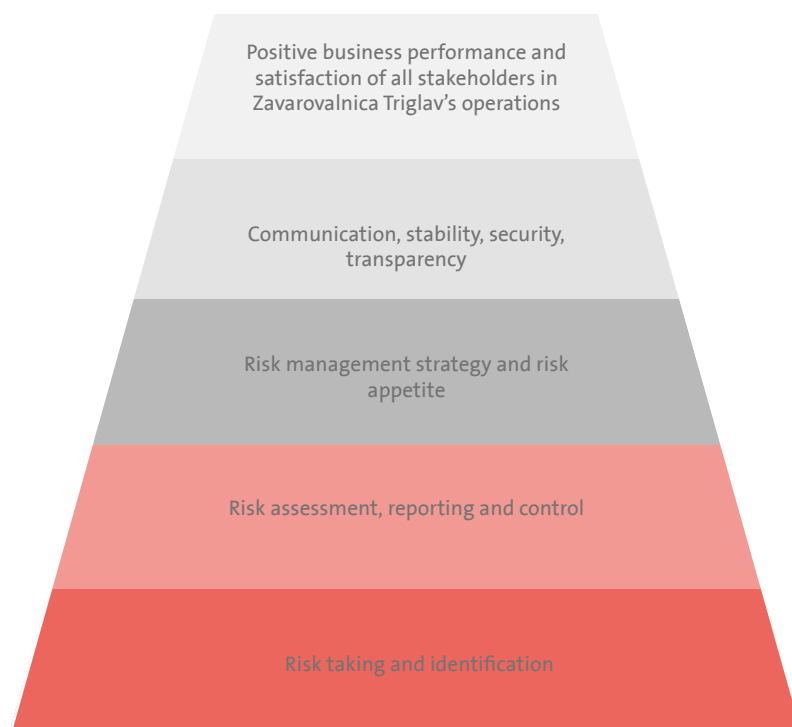 Positive business performance and
satisfaction of all stakeholders in
Zavarovalnica Triglav’s operations
Communication, stability, security,
transparency
Risk management strategy and risk
appetite
Risk assessment, reporting and control
Risk taking and identification